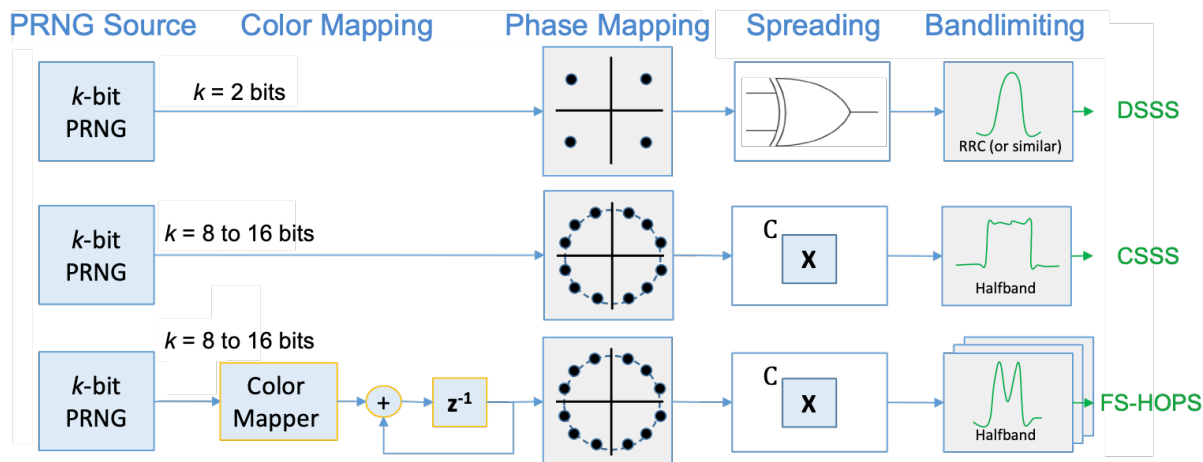 PRNG Source Color Mapping Phase Mapping Spreading Bandlimiting
k-bit
PRNG
k = 2 bits
RRC (or similar)
DSSS
k-bit
PRNG
k = 8 to 16 bits
C
X
Halfband
CSSS
k-bit
PRNG
k = 8 to 16 bits
Color
Mapper
+
z-1
C
X
Halfband
FS-HOPS